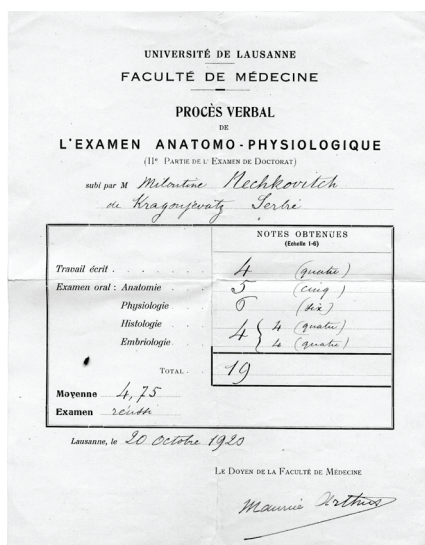 UNIVERSITÉ DE LAUSANNE
FACULTÉ DE MÉDECINE
PROCÈS VERBAL
DE
L'EXAMEN ANATOMO-PHYSIOLOGIQUE
(IIe PARTIE DE L'EXAMEN DE DOCTORAT)
subi par M Miloutine Nechkovitch
de Kragoujevatz Serbie
NOTES OBTENUES
(Echelle 1-6)
Travail écrit . . . . . 4 (quatre)
Examen oral : Anatomie . . . 5 (cinq)
Physiologie . . . 6 (six)
Histologie . . . 4 { 4 (quatre)
Embriologie . . . 4 (quatre)
TOTAL . . 19
Moyenne 4,75
Examen réussi
Lausanne, le 20 Octobre 1920
LE DOYEN DE LA FACULTÉ DE MÉDECINE
Maurice Arthus